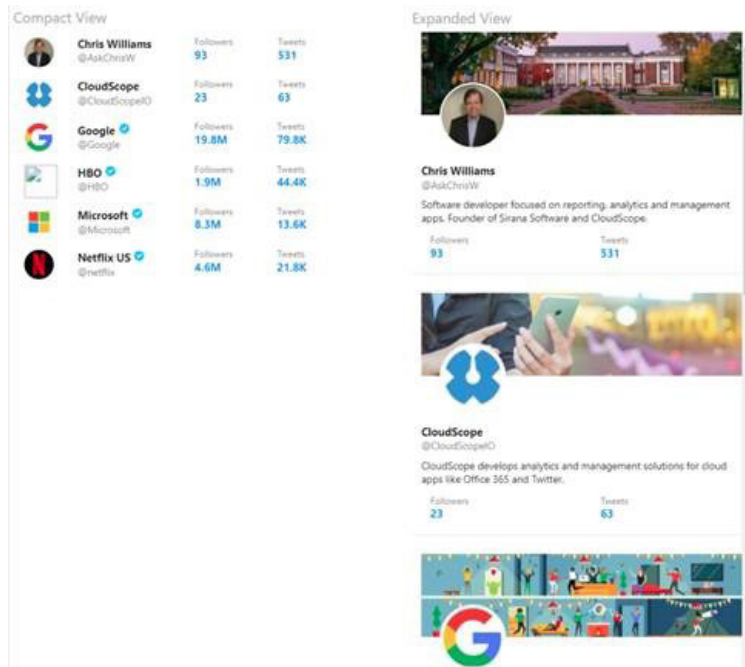 Compact View
Chris Williams
@AskChrisW
Followers
93
Tweets
531
CloudScope
@CloudScopeIO
Followers
23
Tweets
63
Google
@Google
Followers
19.8M
Tweets
79.8K
HBO
@HBO
Followers
1.9M
Tweets
44.4K
Microsoft
@Microsoft
Followers
8.3M
Tweets
13.6K
Netflix US
@netflix
Followers
4.6M
Tweets
21.8K
Expanded View
Chris Williams
@AskChrisW
Software developer focused on reporting, analytics and management
apps. Founder of Sirana Software and CloudScope.
Followers
93
Tweets
531
CloudScope
@CloudScopeIO
CloudScope develops analytics and management solutions for cloud
apps like Office 365 and Twitter.
Followers
23
Tweets
63